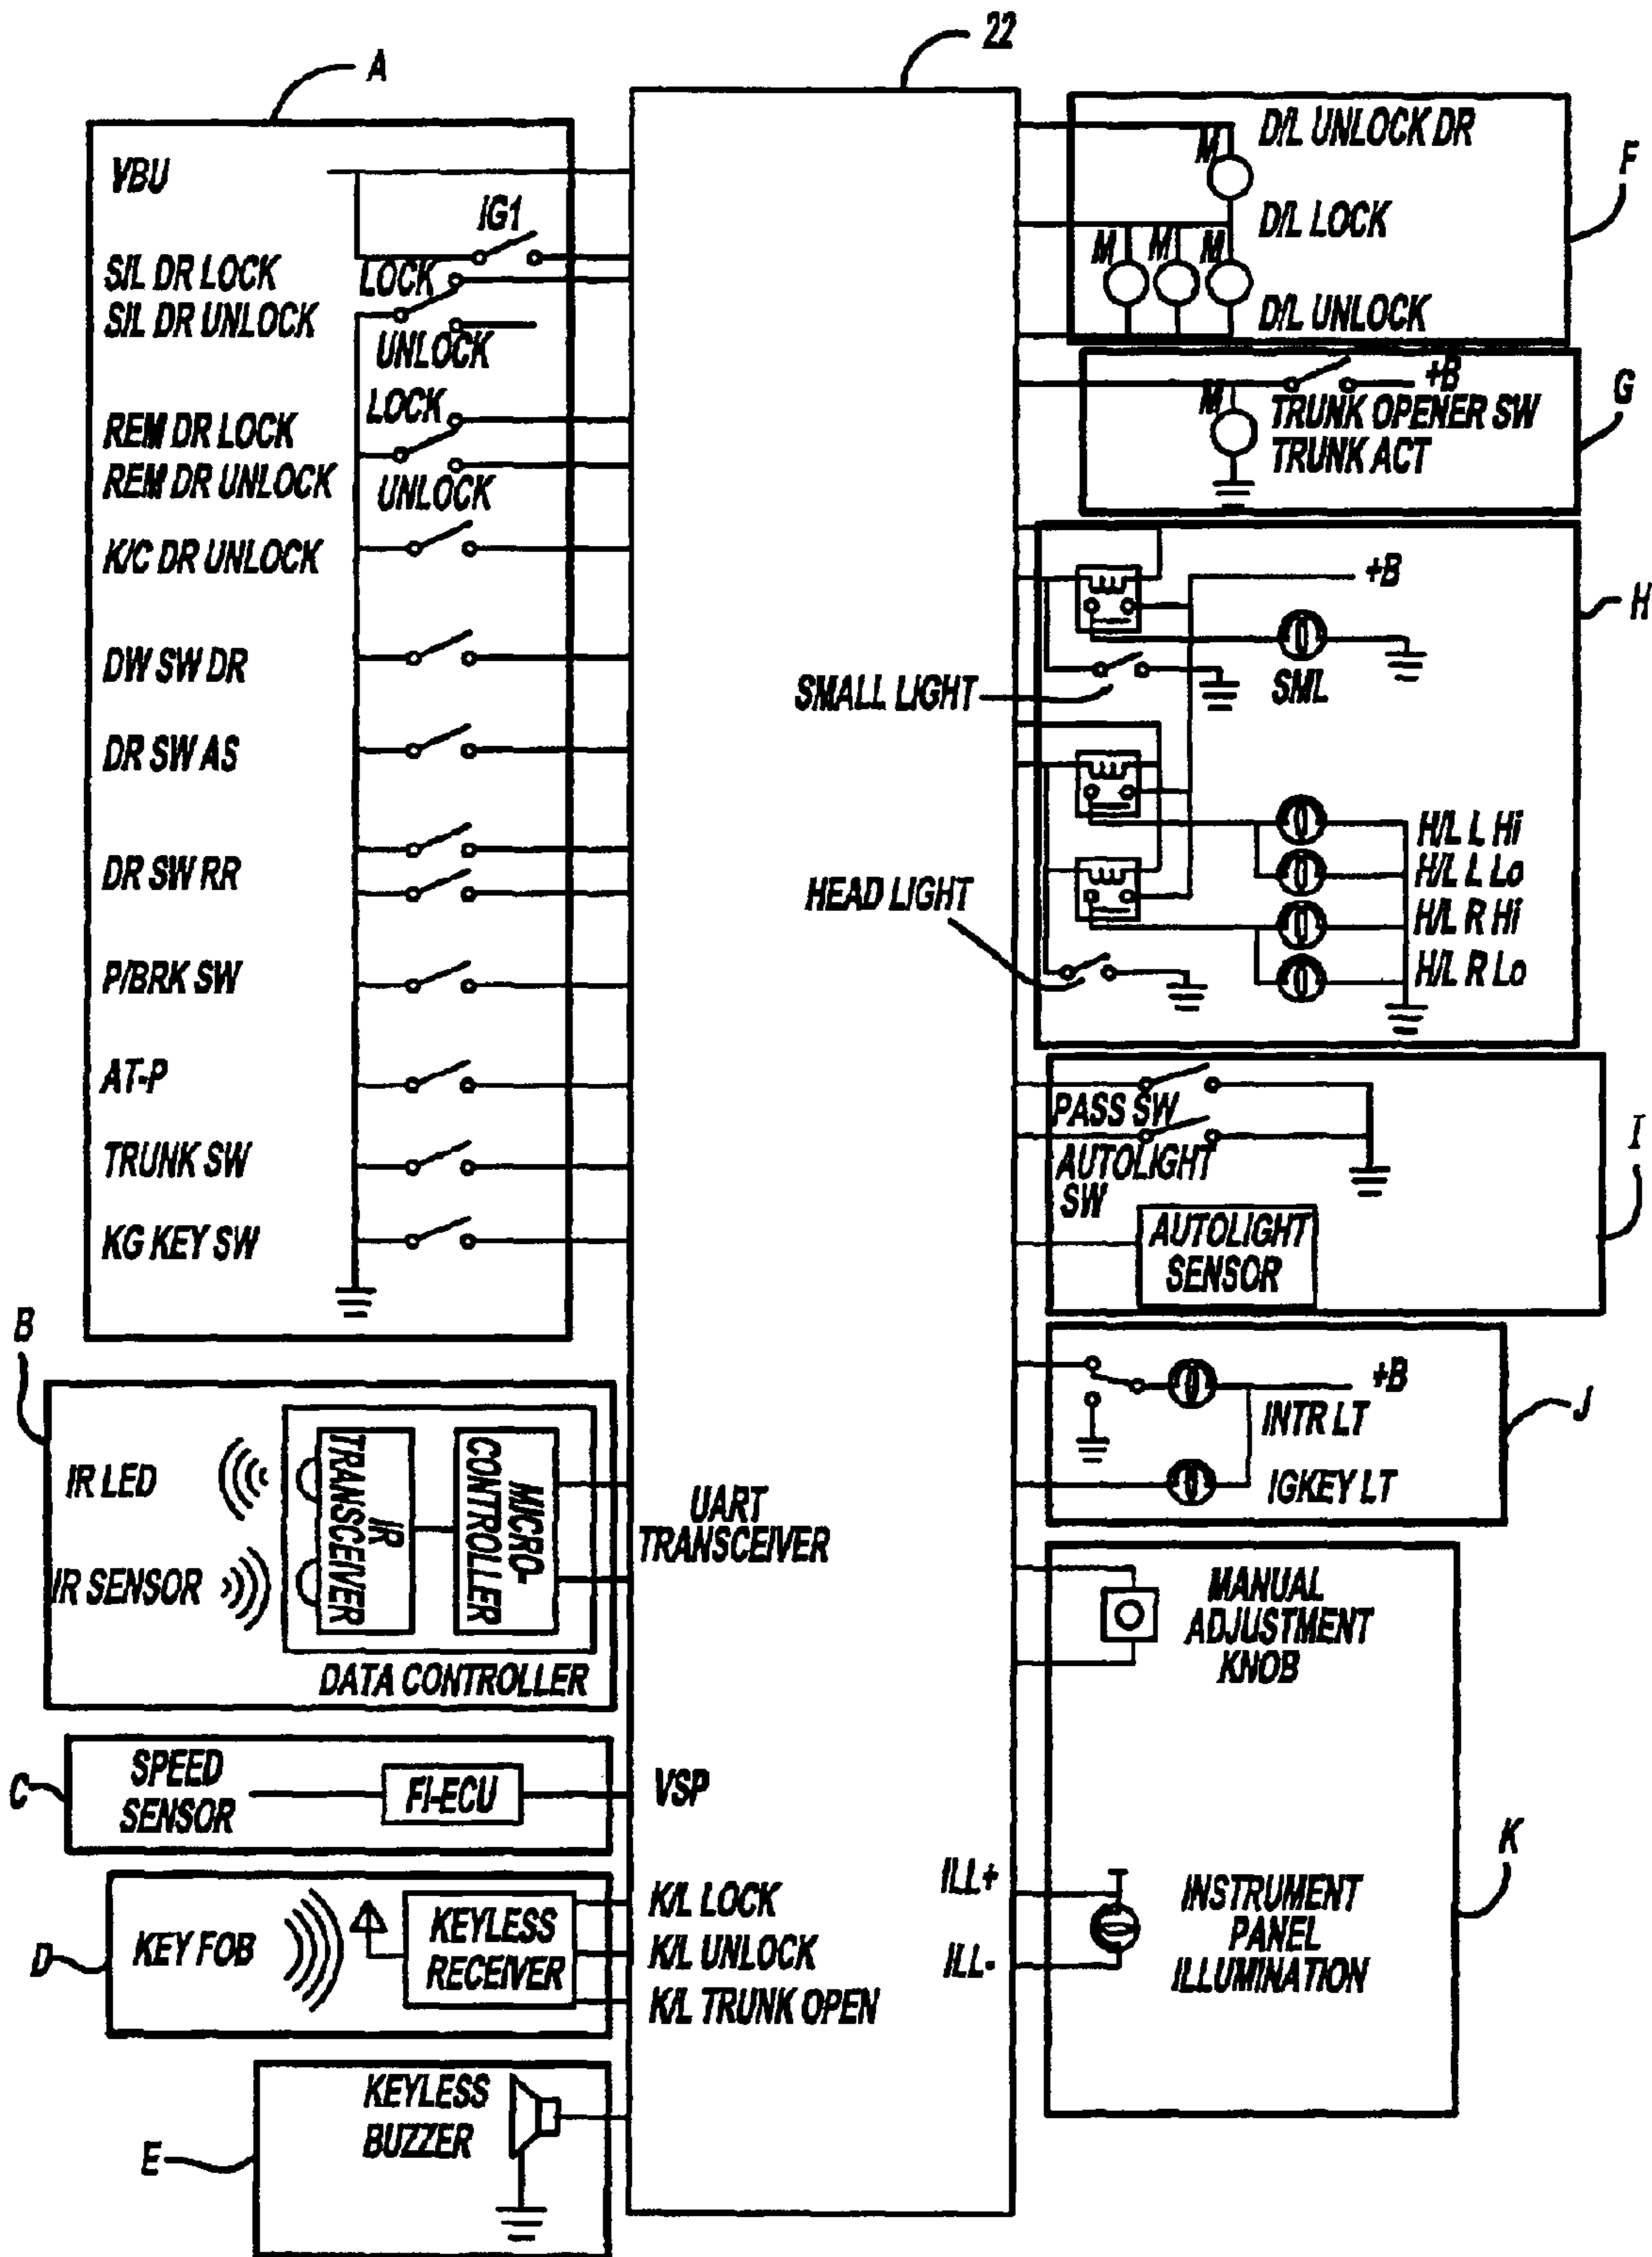 22
A
VBU
IG1
S/L DR LOCK
LOCK
S/L DR UNLOCK
UNLOCK
LOCK
REM DR LOCK
REM DR UNLOCK
UNLOCK
K/C DR UNLOCK
DW SW DR
DR SW AS
DR SW RR
P/BRK SW
AT-P
TRUNK SW
KG KEY SW
B
IR LED
IR SENSOR
IR
TRANSCEIVER
MICRO-
CONTROLLER
DATA CONTROLLER
UART
TRANSCEIVER
C
SPEED
SENSOR
FI-ECU
VSP
D
KEY FOB
KEYLESS
RECEIVER
K/L LOCK
K/L UNLOCK
K/L TRUNK OPEN
E
KEYLESS
BUZZER
F
M
D/L UNLOCK DR
D/L LOCK
M
M
M
D/L UNLOCK
G
+B
M
TRUNK OPENER SW
TRUNK ACT
H
+B
SML
SMALL LIGHT
H/L L Hi
H/L L Lo
H/L R Hi
H/L R Lo
HEAD LIGHT
I
PASS SW
AUTOLIGHT
SW
AUTOLIGHT
SENSOR
J
+B
INTR LT
IGKEY LT
MANUAL
ADJUSTMENT
KNOB
K
ILL+
ILL-
INSTRUMENT
PANEL
ILLUMINATION